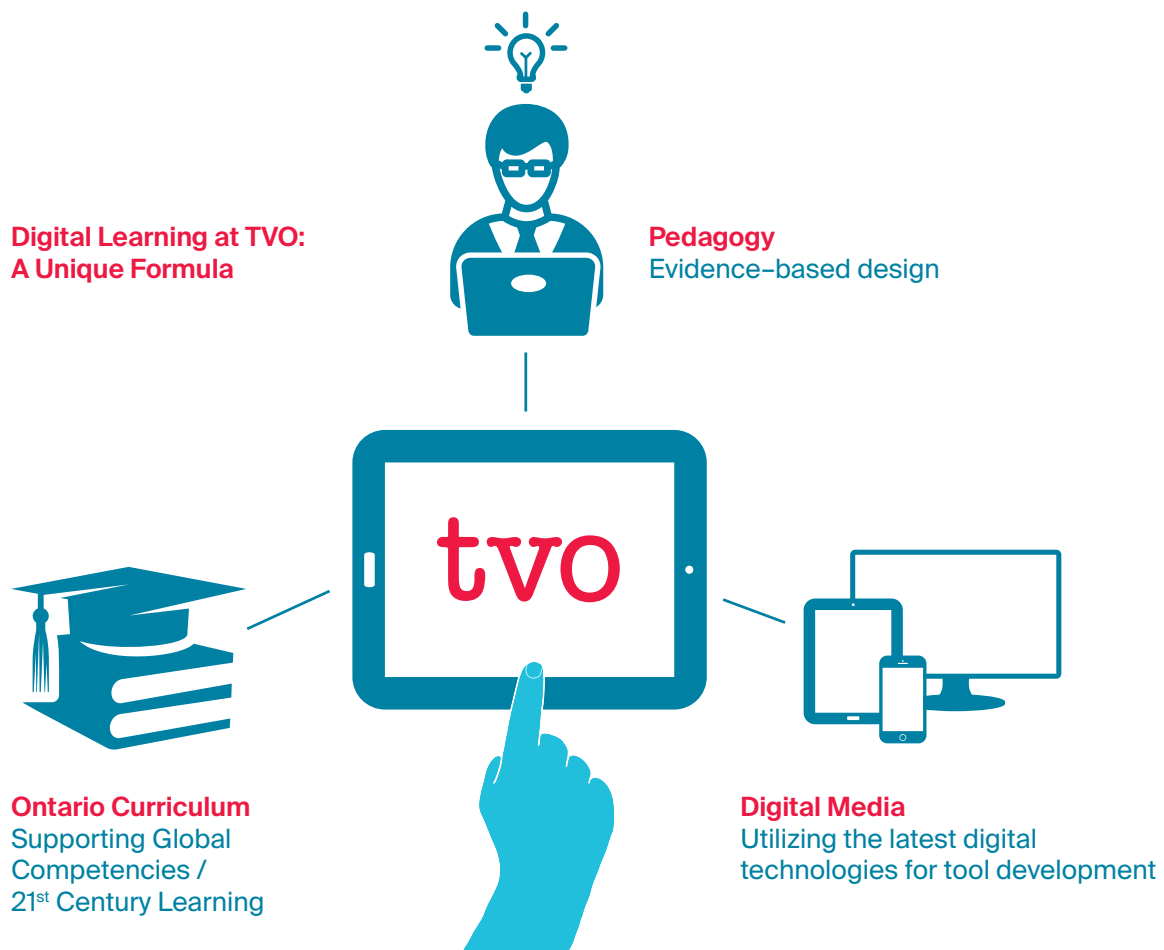 Digital Learning at TVO:
A Unique Formula
Pedagogy
Evidence–based design
tvo
Ontario Curriculum
Supporting Global
Competencies /
21st Century Learning
Digital Media
Utilizing the latest digital
technologies for tool development